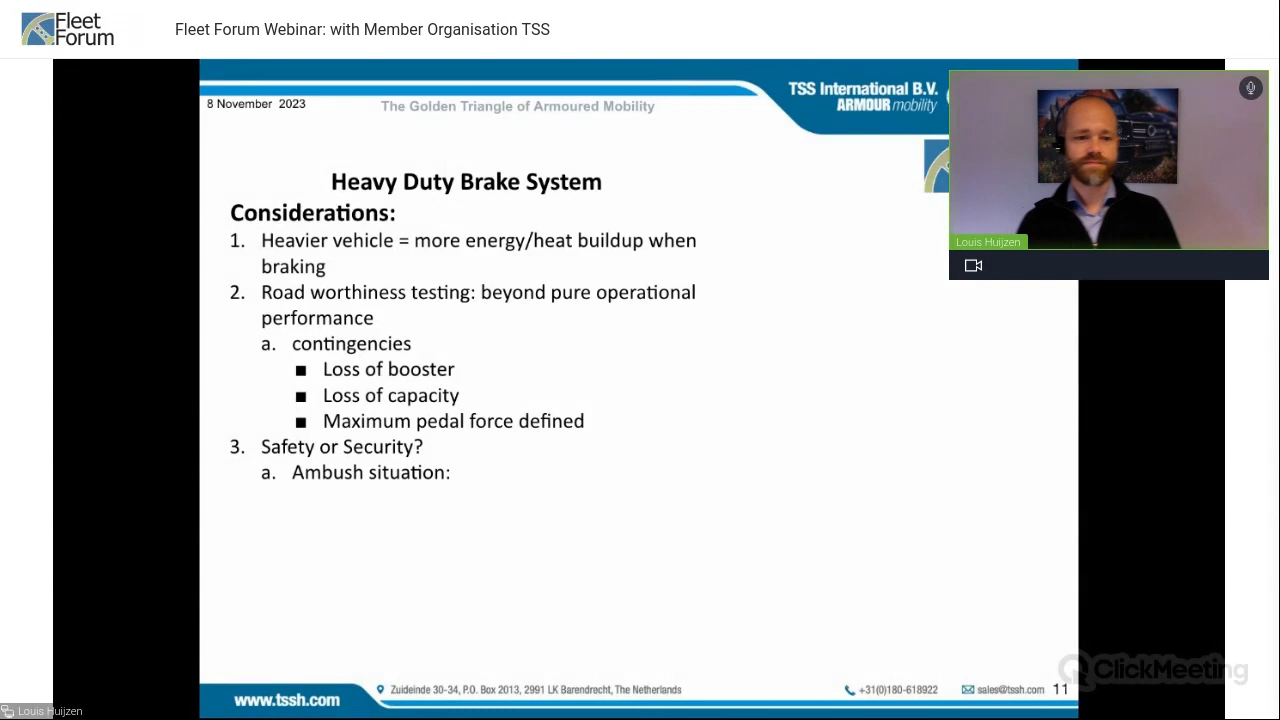 Fleet
Forum
Fleet Forum Webinar: with Member Organisation TSS
8 November 2023
The Golden Triangle of Armoured Mobility
TSS International B.V.
ARMOUR mobility
Heavy Duty Brake System
Considerations:
1. Heavier vehicle = more energy/heat buildup when
braking
2. Road worthiness testing: beyond pure operational
performance
a. contingencies
■ Loss of booster
■ Loss of capacity
■ Maximum pedal force defined
3. Safety or Security?
a. Ambush situation:
Louis Huijzen
ClickMeeting
www.tssh.com
Zuideinde 30-34, P.O. Box 2013, 2991 LK Barendrecht, The Netherlands
+31(0)180-618922
sales@tssh.com
11
Louis Huijzen